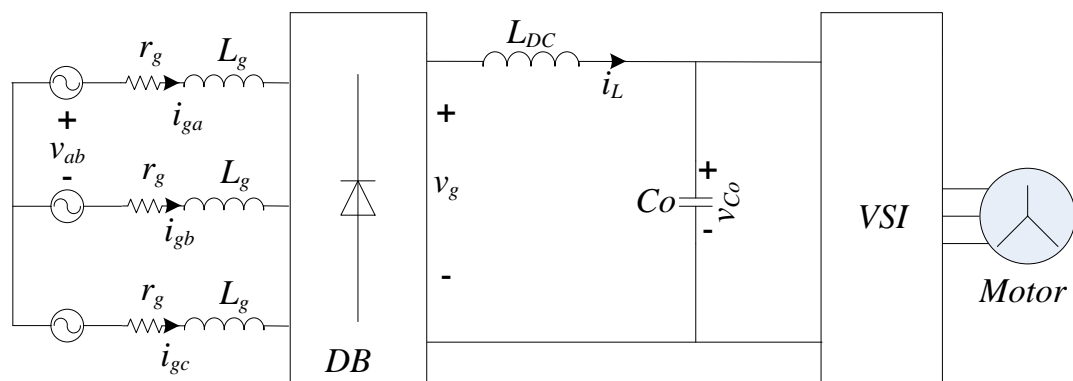 r_g L_g
i_ga
+
v_ab
-
r_g L_g
i_gb
r_g L_g
i_gc
DB
L_DC
i_L
+
v_g
-
Co
+
v_Co
-
VSI
Motor